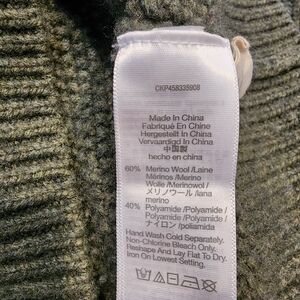 CKP458335908
Made In China
Fabriqué En Chine
Hergestellt In China
Vervaardigd In China
中国製
hecho en china
60% Merino Wool /Laine
Mérinos /Merino
Wolle /Merinowol /
メリノウール /lana
merino
40% Polyamide /Polyamide /
Polyamide /Polyamide /
ナイロン /poliamida
Hand Wash Cold Separately.
Non-Chlorine Bleach Only.
Reshape And Lay Flat To Dry.
Iron On Lowest Setting.